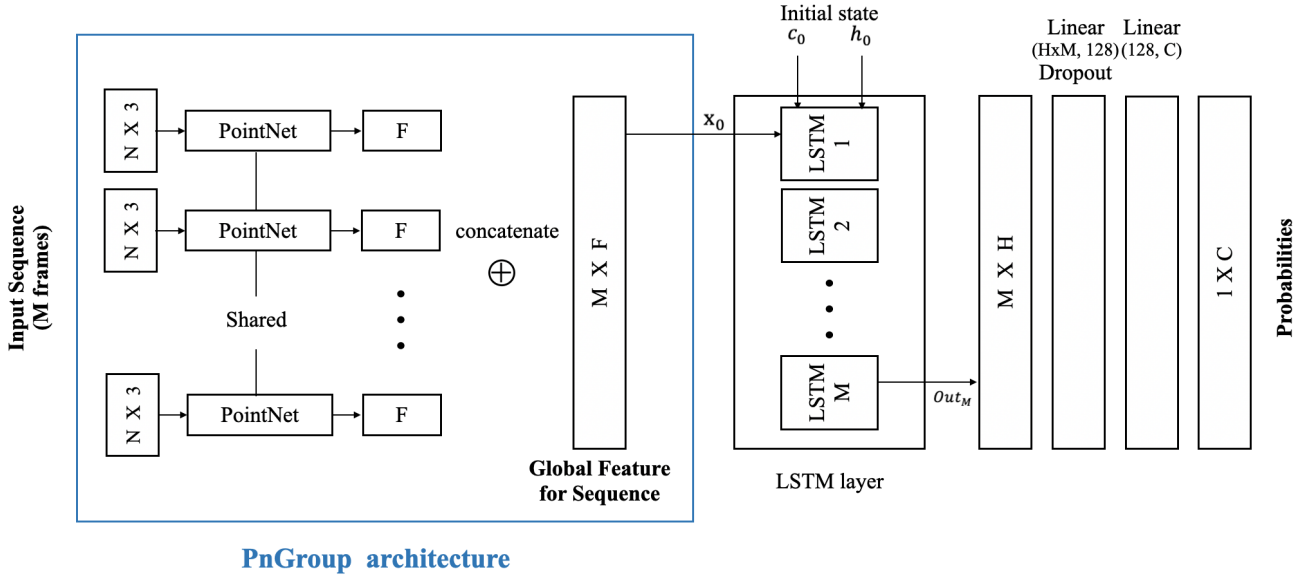 Input Sequence
(M frames)
N X 3
PointNet
F
N X 3
PointNet
F
Shared
N X 3
PointNet
F
concatenate
M X F
Global Feature
for Sequence
PnGroup architecture
x₀
Initial state
c₀
h₀
LSTM
1
LSTM
2
LSTM
M
LSTM layer
Out_M
M X H
Linear
(HxM, 128)
Dropout
Linear
(128, C)
1 X C
Probabilities